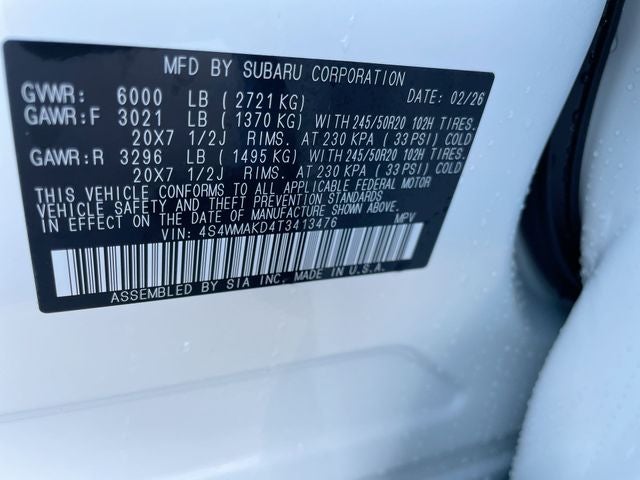 MFD BY SUBARU CORPORATION
GVWR: 6000 LB (2721 KG) DATE: 02/26
GAWR:F 3021 LB (1370 KG) WITH 245/50R20 102H TIRES.
20X7 1/2J RIMS. AT 230 KPA (33 PSI) COLD
GAWR:R 3296 LB (1495 KG) WITH 245/50R20 102H TIRES.
20X7 1/2J RIMS. AT 230 KPA (33 PSI) COLD
THIS VEHICLE CONFORMS TO ALL APPLICABLE FEDERAL MOTOR
VEHICLE SAFETY AND THEFT PREVENTION STANDARDS
IN EFFECT ON THE DATE OF MANUFACTURE SHOWN ABOVE.
VIN: 4S4WMAKD4T3413476 MPV
ASSEMBLED BY SIA INC. MADE IN U.S.A.